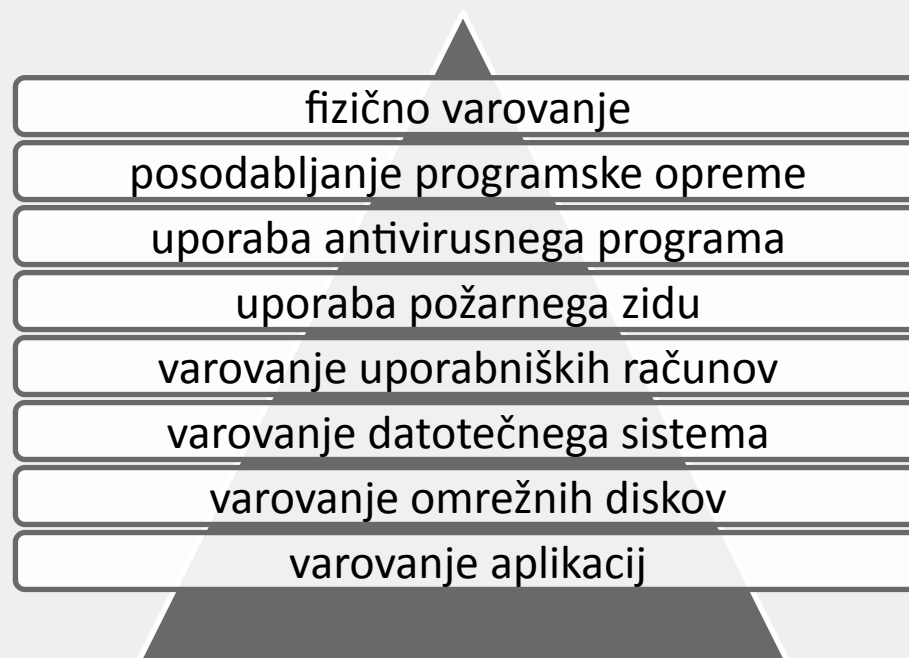 fizično varovanje
posodabljanje programske opreme
uporaba antivirusnega programa
uporaba požarnega zidu
varovanje uporabniških računov
varovanje datotečnega sistema
varovanje omrežnih diskov
varovanje aplikacij